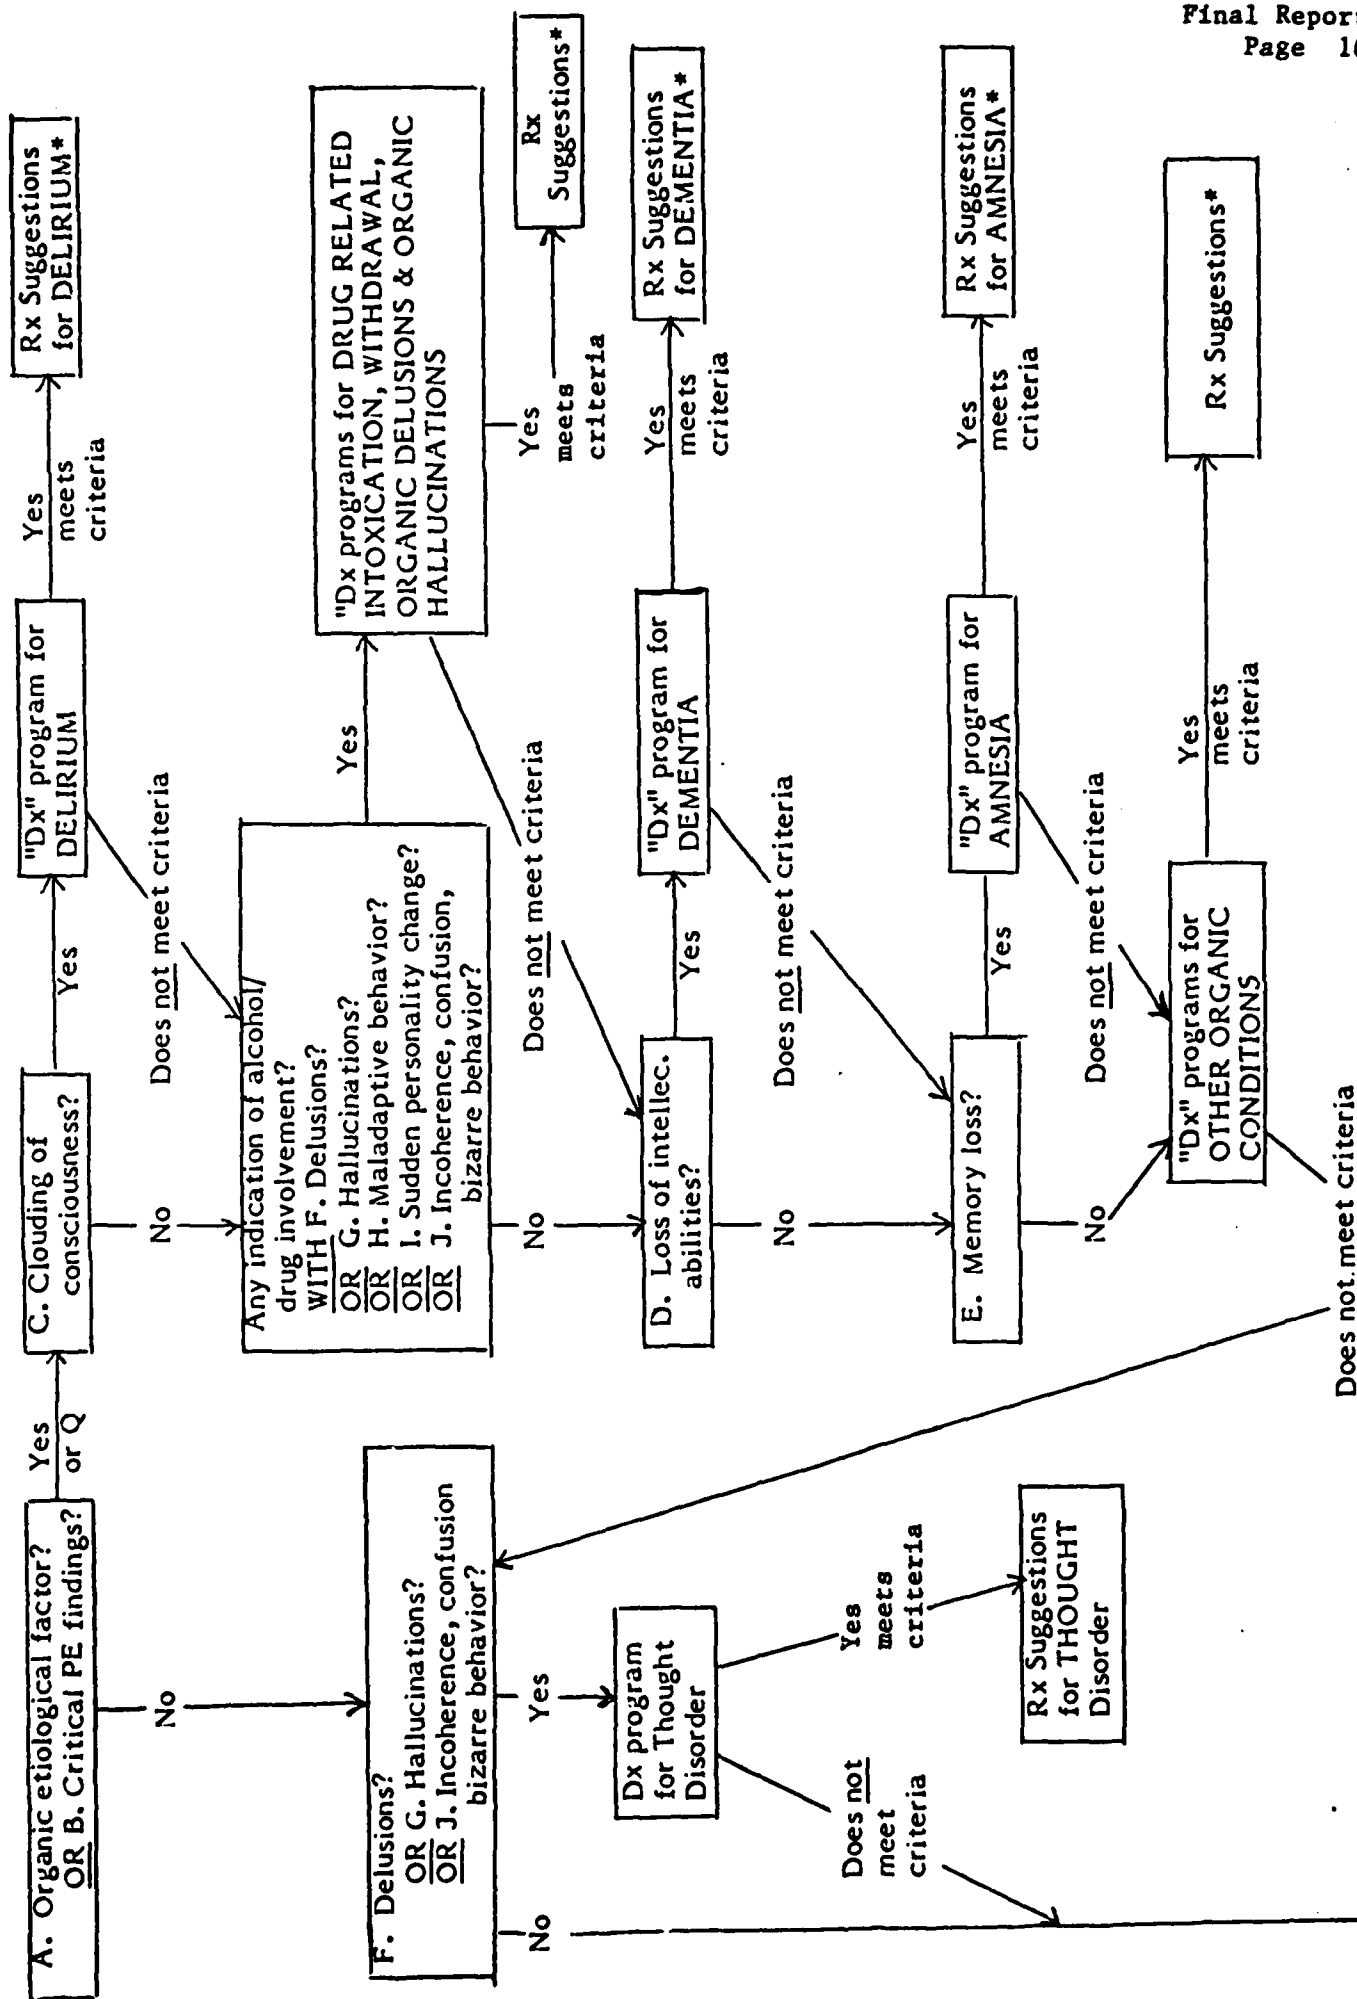 Final Report
Page 16
A. Organic etiological factor?
OR B. Critical PE findings?
Yes
or Q
C. Clouding of
consciousness?
Yes
"Dx" program for
DELIRIUM
Yes
meets
criteria
Rx Suggestions
for DELIRIUM*
No
Does not meet criteria
Any indication of alcohol/
drug involvement?
WITH F. Delusions?
OR G. Hallucinations?
OR H. Maladaptive behavior?
OR I. Sudden personality change?
OR J. Incoherence, confusion,
bizarre behavior?
Yes
"Dx programs for DRUG RELATED
INTOXICATION, WITHDRAWAL,
ORGANIC DELUSIONS & ORGANIC
HALLUCINATIONS
Yes
meets
criteria
Rx
Suggestions*
No
Does not meet criteria
D. Loss of intellec.
abilities?
Yes
"Dx" program for
DEMENTIA
Yes
meets
criteria
Rx Suggestions
for DEMENTIA*
No
Does not meet criteria
E. Memory loss?
Yes
"Dx" program for
AMNESIA
Yes
meets
criteria
Rx Suggestions
for AMNESIA*
No
Does not meet criteria
"Dx" programs for
OTHER ORGANIC
CONDITIONS
Yes
meets
criteria
Rx Suggestions*
Does not meet criteria
No
F. Delusions?
OR G. Hallucinations?
OR J. Incoherence, confusion
bizarre behavior?
Yes
Dx program
for Thought
Disorder
Yes
meets
criteria
Rx Suggestions
for THOUGHT
Disorder
Does not
meet
criteria
No